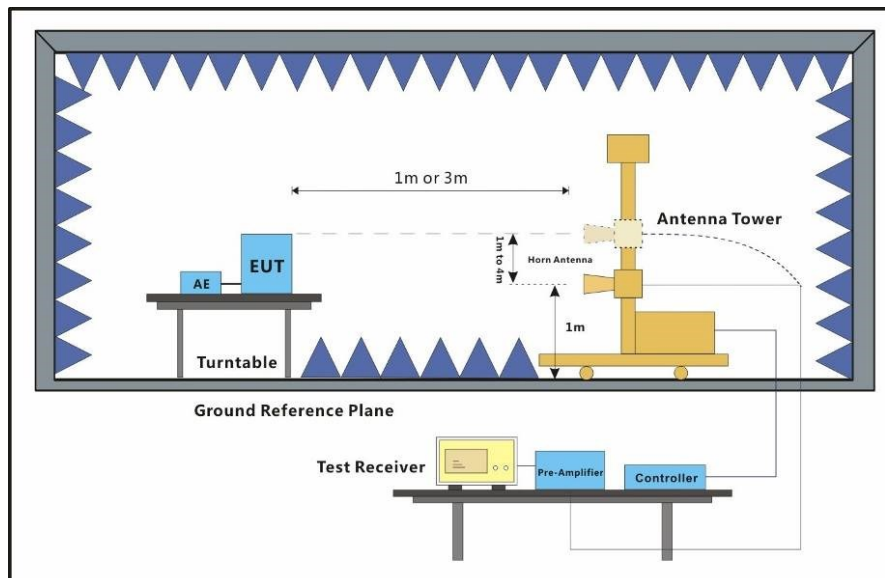 1m or 3m
Antenna Tower
1m to 4m
Horn Antenna
EUT
AE
1m
Turntable
Ground Reference Plane
Test Receiver
Pre-Amplifier
Controller